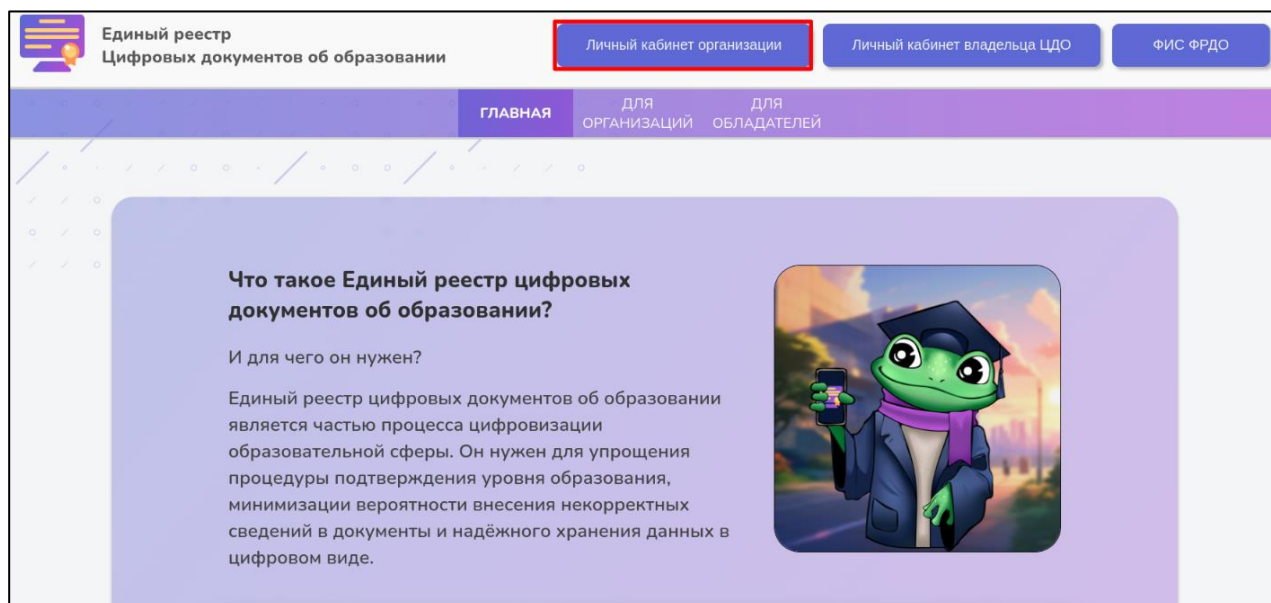 Единый реестр
Цифровых документов об образовании
Личный кабинет организации
Личный кабинет владельца ЦДО
ФИС ФРДО
ГЛАВНАЯ
ДЛЯ
ОРГАНИЗАЦИЙ
ДЛЯ
ОБЛАДАТЕЛЕЙ
Что такое Единый реестр цифровых
документов об образовании?
И для чего он нужен?
Единый реестр цифровых документов об образовании
является частью процесса цифровизации
образовательной сферы. Он нужен для упрощения
процедуры подтверждения уровня образования,
минимизации вероятности внесения некорректных
сведений в документы и надёжного хранения данных в
цифровом виде.